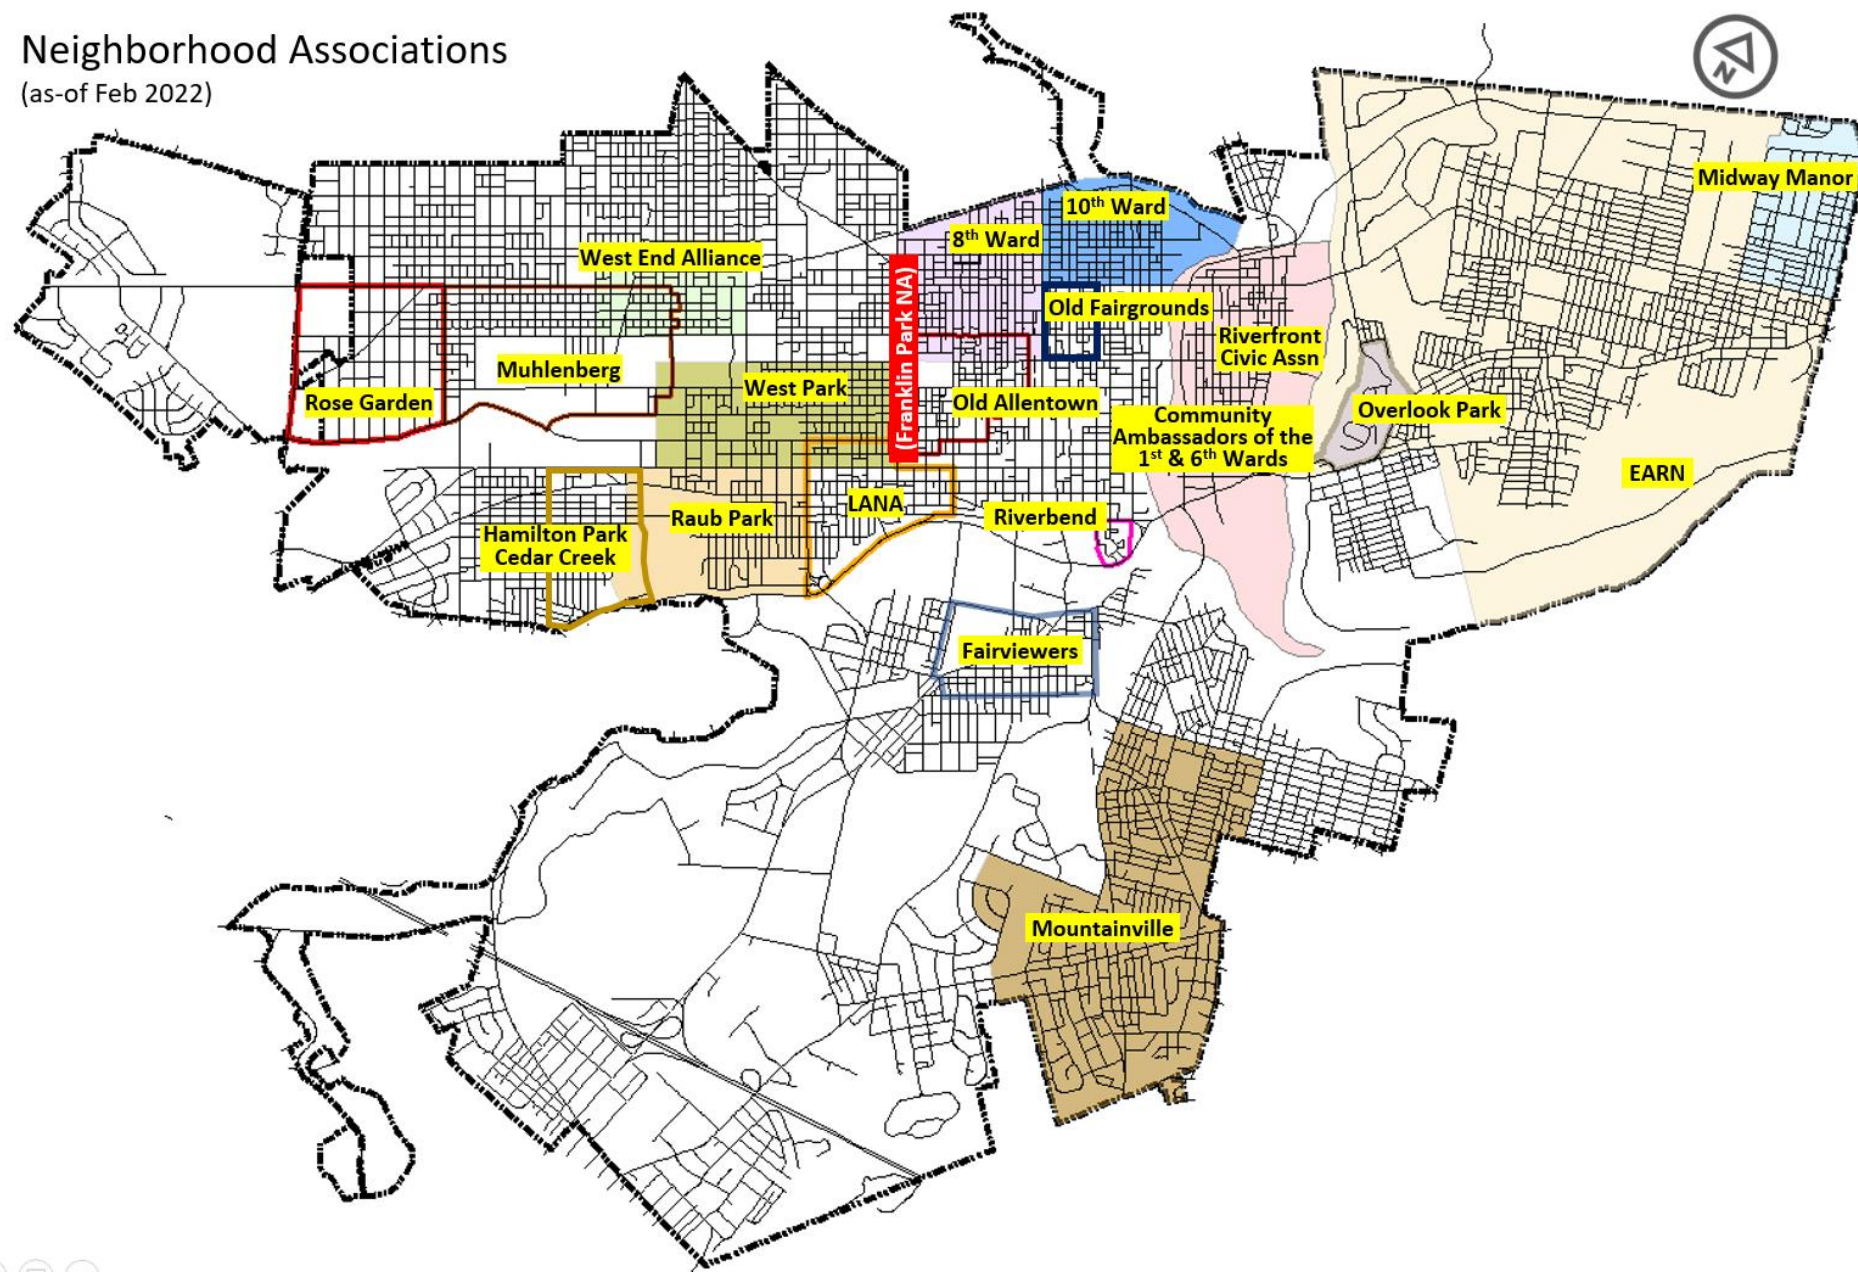 Neighborhood Associations
(as-of Feb 2022)
N
Midway Manor
10th Ward
8th Ward
West End Alliance
(Franklin Park NA)
Old Fairgrounds
Riverfront
Civic Assn
Muhlenberg
West Park
Rose Garden
Old Allentown
Overlook Park
Community
Ambassadors of the
1st & 6th Wards
EARN
LANA
Raub Park
Riverbend
Hamilton Park
Cedar Creek
Fairviewers
Mountainville